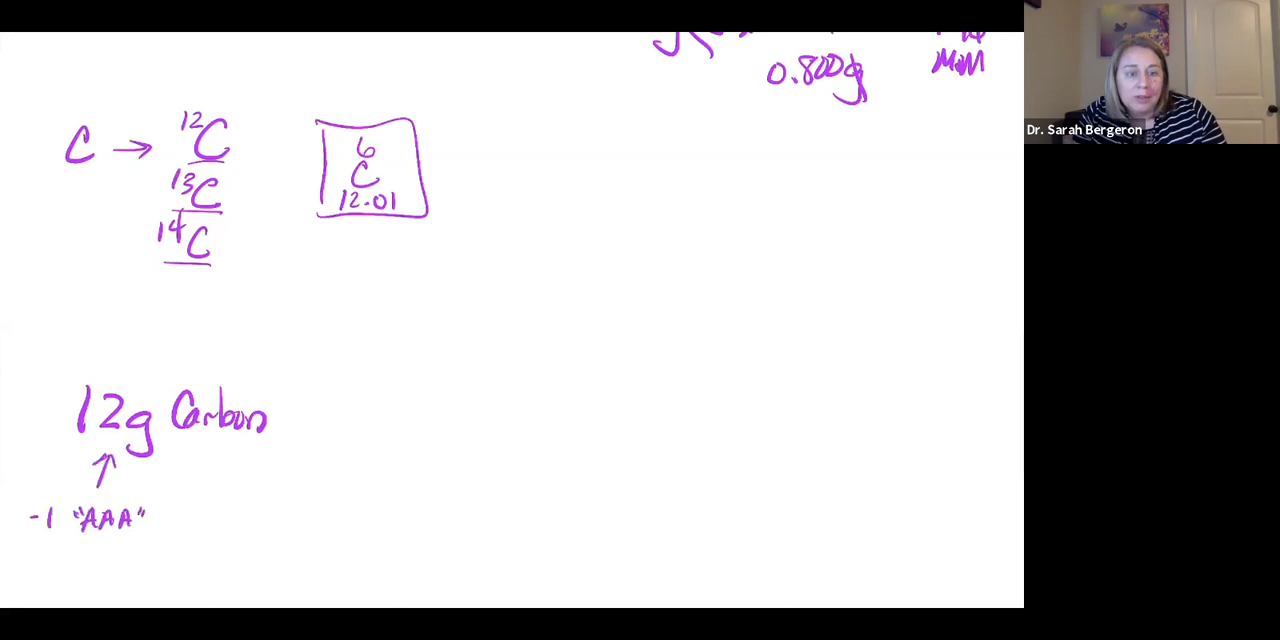 0.800g
MM
C → ¹²C
¹³C
¹⁴C
6
C
12.01
12g Carbon
↑
-1 "AAA"
Dr. Sarah Bergeron